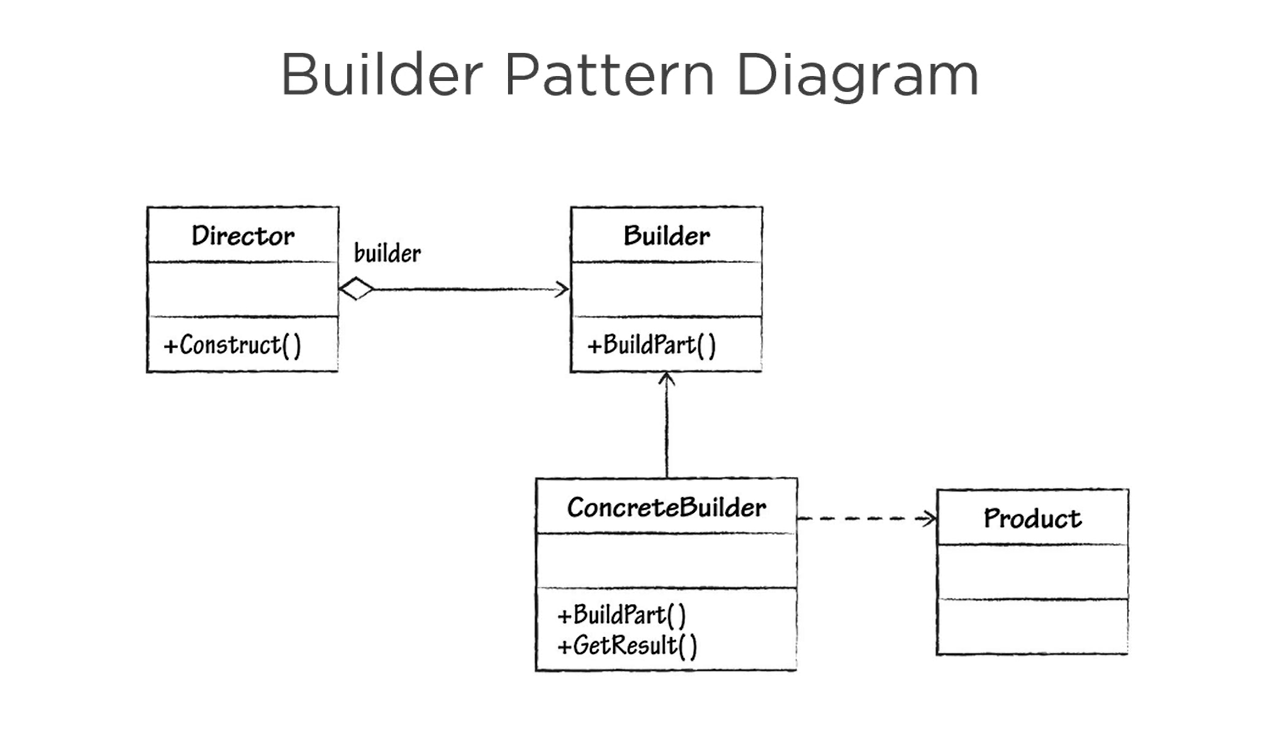 Builder Pattern Diagram
Director
builder
Builder
+Construct()
+BuildPart()
ConcreteBuilder
Product
+BuildPart()
+GetResult()